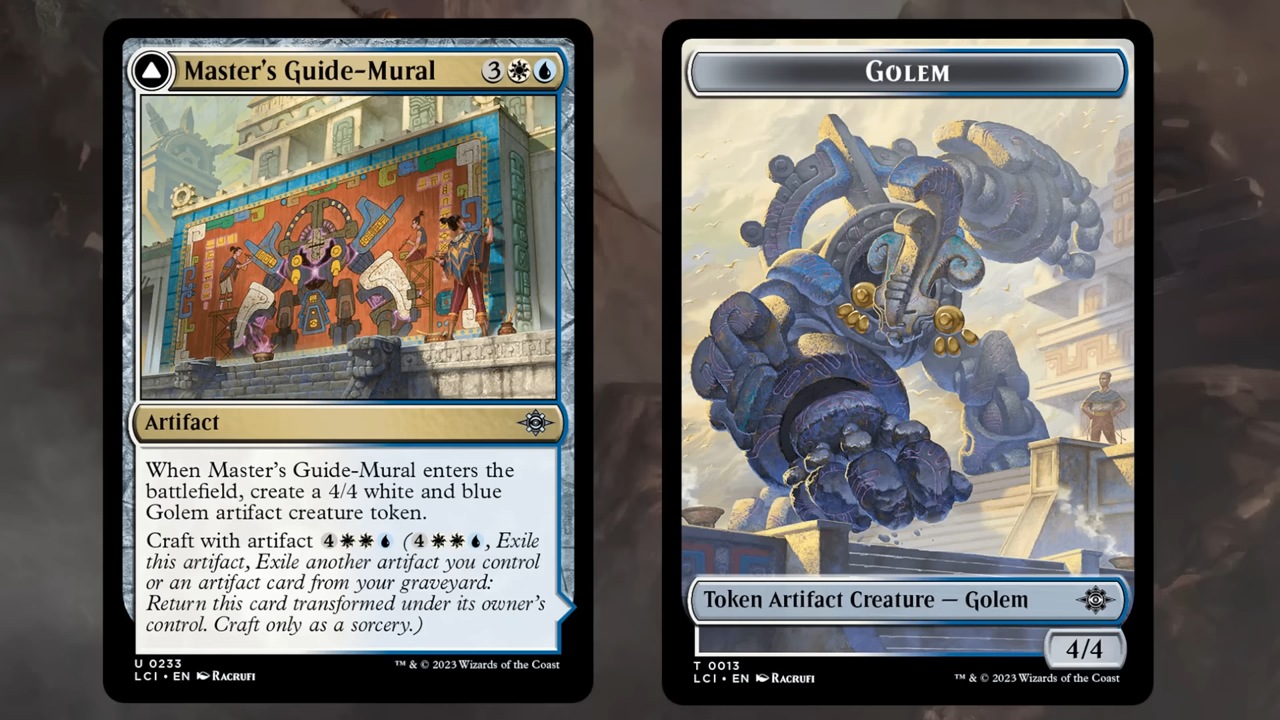 Master's Guide-Mural 3
Artifact
When Master's Guide-Mural enters the
battlefield, create a 4/4 white and blue
Golem artifact creature token.
Craft with artifact 4 (4, Exile
this artifact, Exile another artifact you control
or an artifact card from your graveyard:
Return this card transformed under its owner's
control. Craft only as a sorcery.)
U 0233
LCI • EN Racrufi
™ & © 2023 Wizards of the Coast
Golem
Token Artifact Creature — Golem
4/4
T 0013
LCI • EN Racrufi
™ & © 2023 Wizards of the Coast